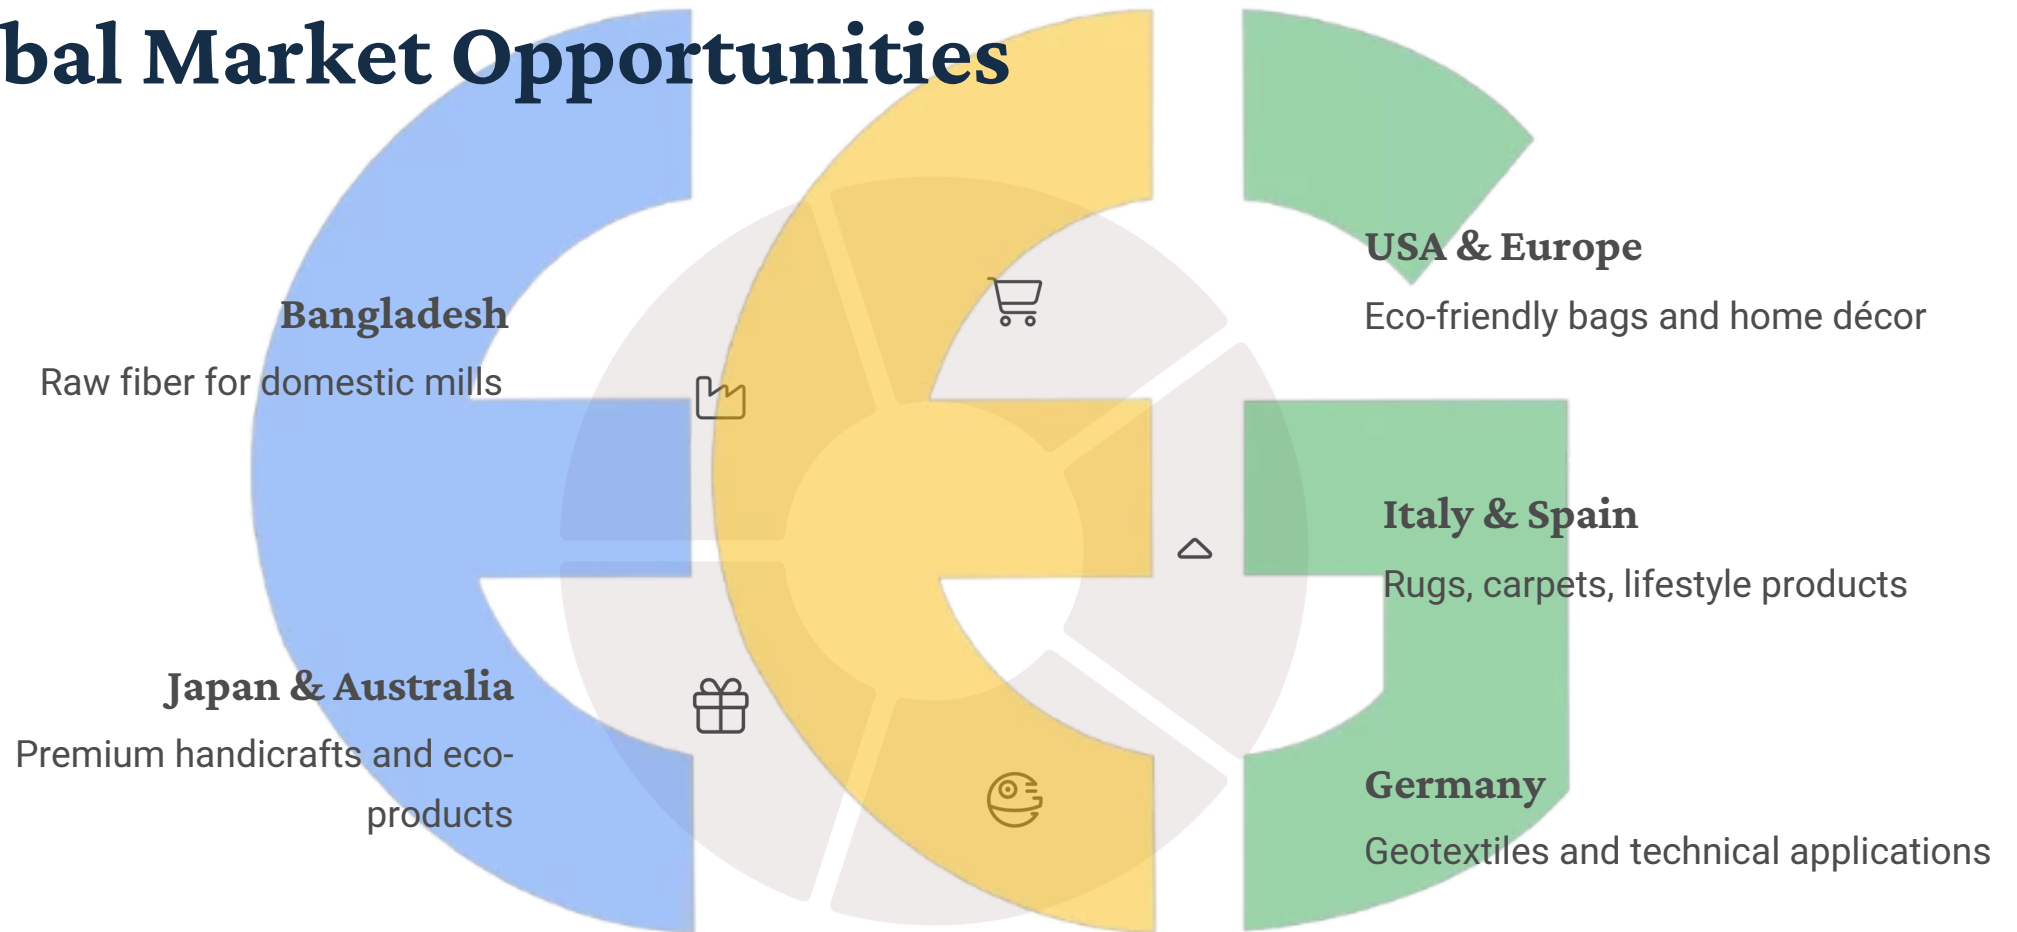 bal Market Opportunities
USA & Europe
Eco-friendly bags and home décor
Bangladesh
Raw fiber for domestic mills
Italy & Spain
Rugs, carpets, lifestyle products
Japan & Australia
Premium handicrafts and eco-
products
Germany
Geotextiles and technical applications